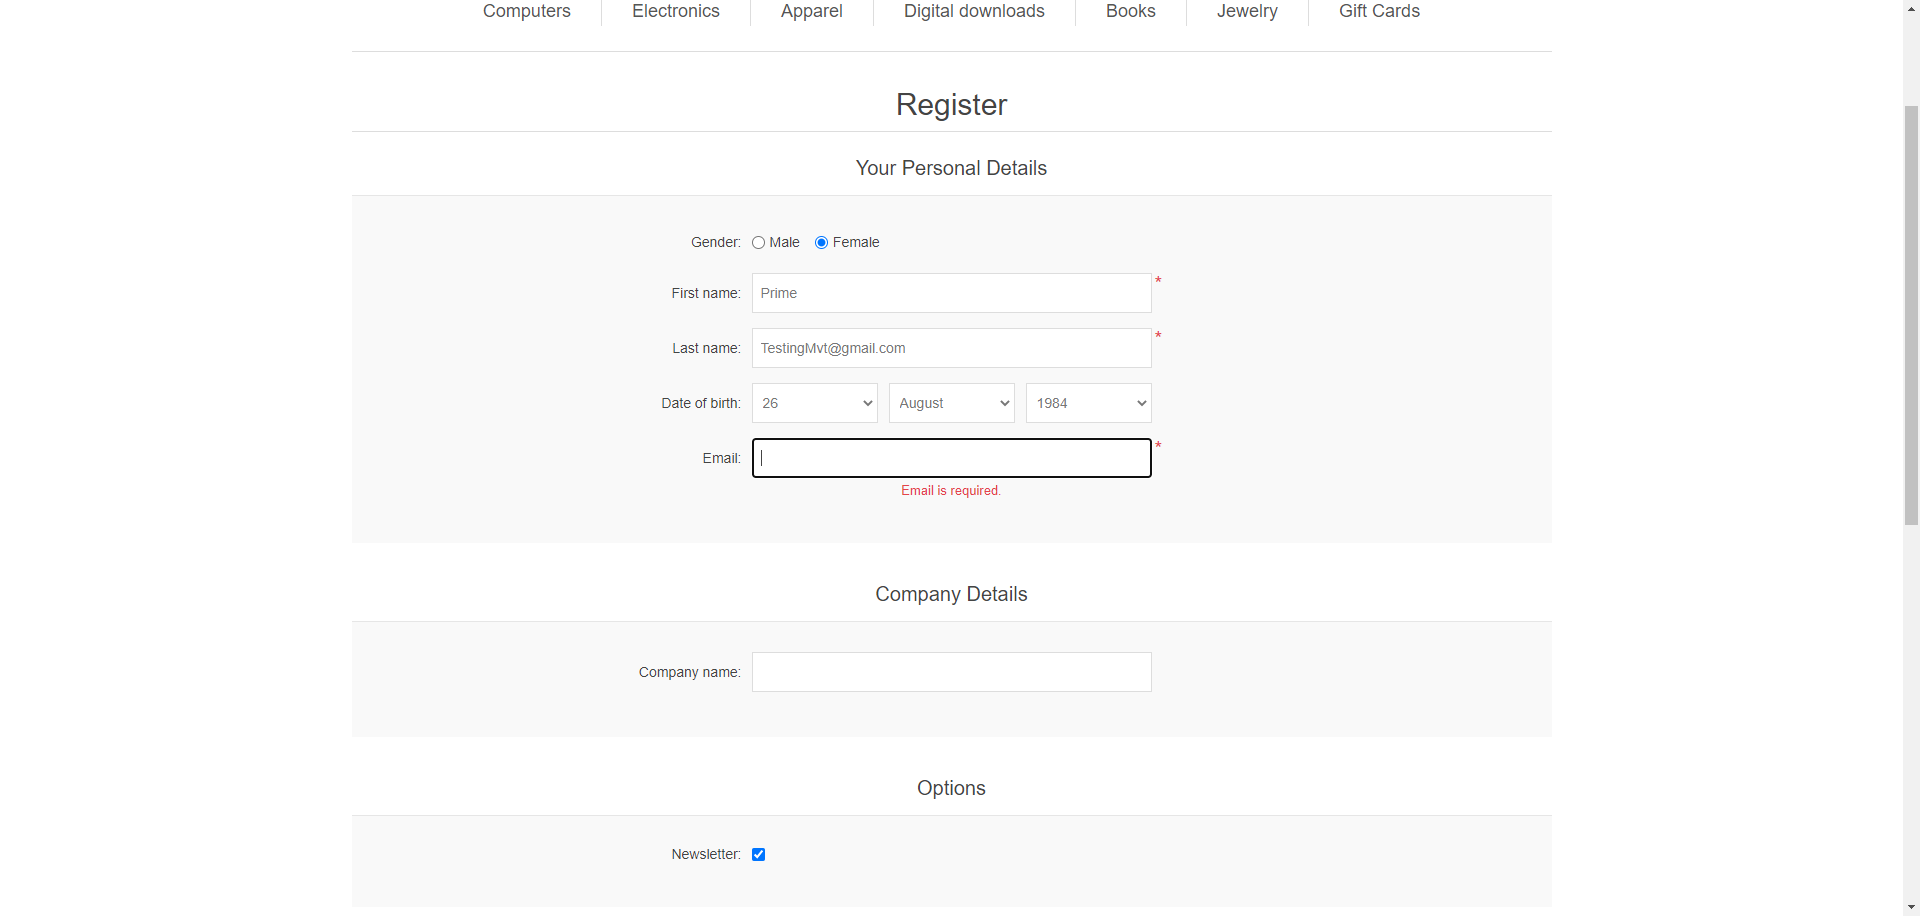 Computers Electronics Apparel Digital downloads Books Jewelry Gift Cards
Register
Your Personal Details
Gender: Male Female
First name: Prime *
Last name: TestingMvt@gmail.com *
Date of birth: 26 August 1984
Email: *
Email is required.
Company Details
Company name:
Options
Newsletter: